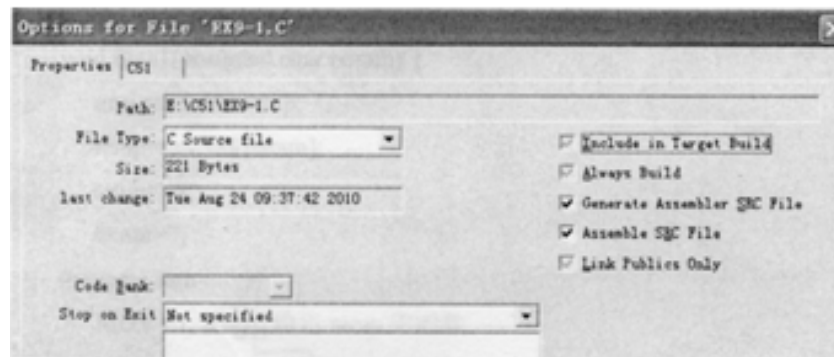 Options for File 'EX9-1.C'
Properties C51
Path: E:\C51\EX9-1.C
File Type: C Source file
Include in Target Build
Size: 221 Bytes
Always Build
last change: Tue Aug 24 09:37:42 2010
Generate Assembler SRC File
Assemble SRC File
Link Publics Only
Code Bank:
Stop on Exit Not specified